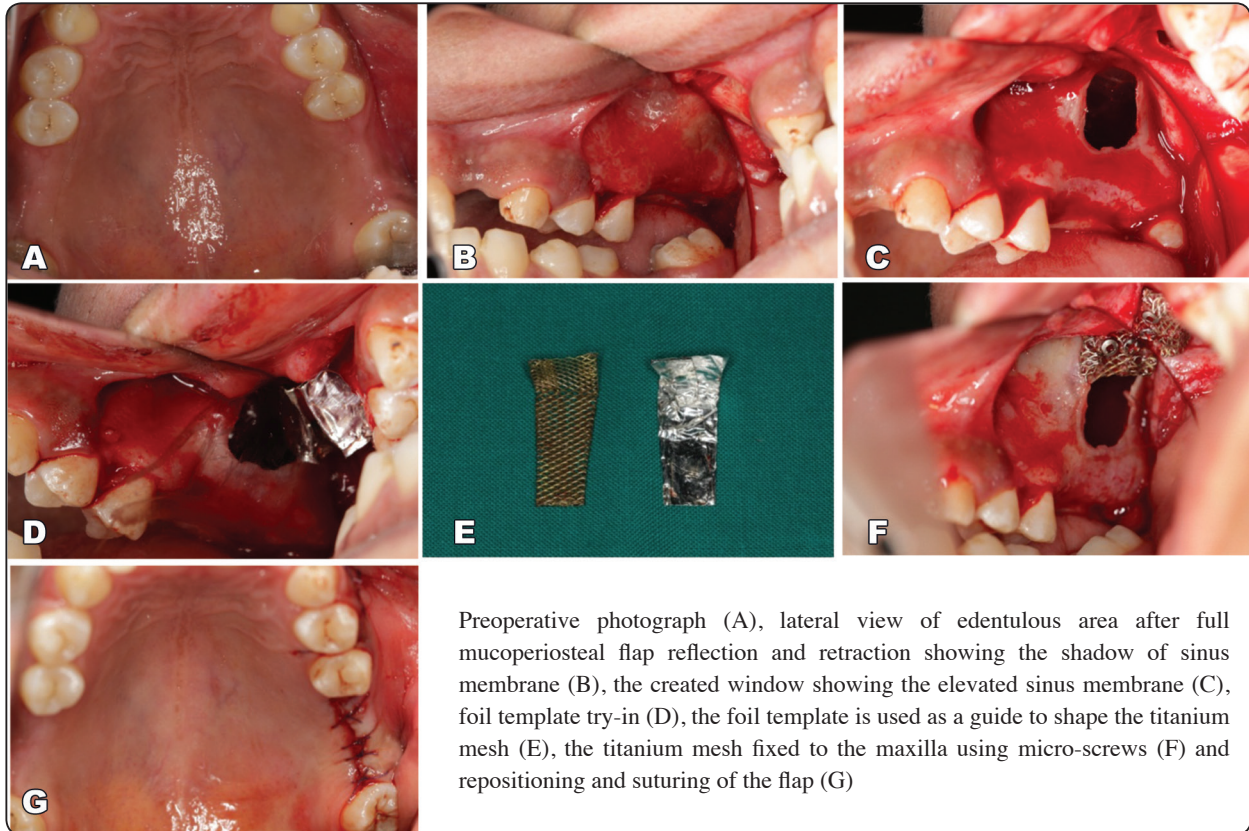 A
B
C
D
E
F
G
Preoperative photograph (A), lateral view of edentulous area after full
mucoperiosteal flap reflection and retraction showing the shadow of sinus
membrane (B), the created window showing the elevated sinus membrane (C),
foil template try-in (D), the foil template is used as a guide to shape the titanium
mesh (E), the titanium mesh fixed to the maxilla using micro-screws (F) and
repositioning and suturing of the flap (G)